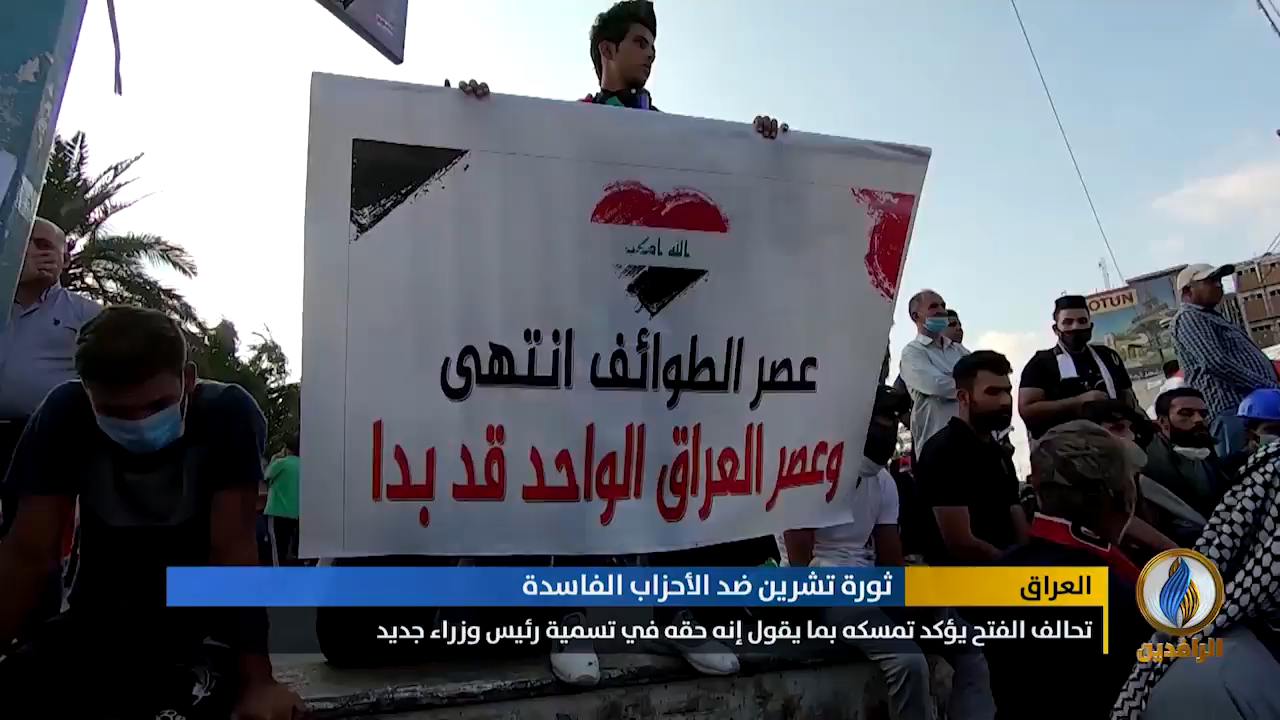 الله اكبر
عصر الطوائف انتهى
وعصر العراق الواحد قد بدا
OTUN
العراق
ثورة تشرين ضد الأحزاب الفاسدة
تحالف الفتح يؤكد تمسكه بما يقول إنه حقه في تسمية رئيس وزراء جديد
الرافدين